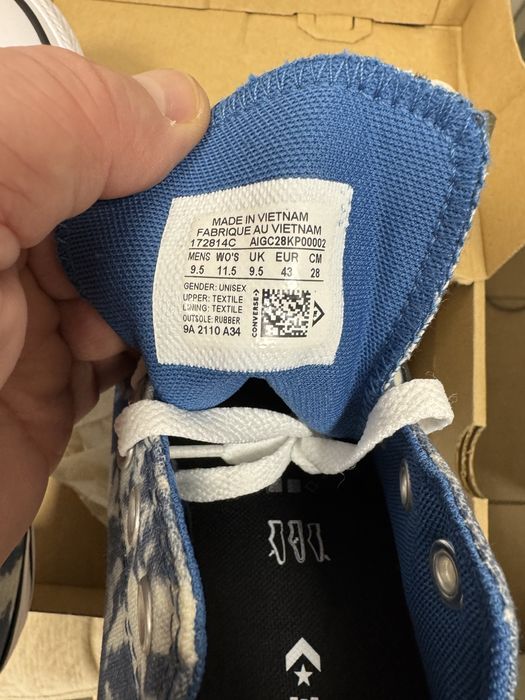 MADE IN VIETNAM
FABRIQUE AU VIETNAM
172814C AIGC28KP00002
MENS WO'S UK EUR CM
9.5 11.5 9.5 43 28
GENDER: UNISEX
UPPER: TEXTILE
LINING: TEXTILE
OUTSOLE: RUBBER
9A 2110 A34
CONVERSE